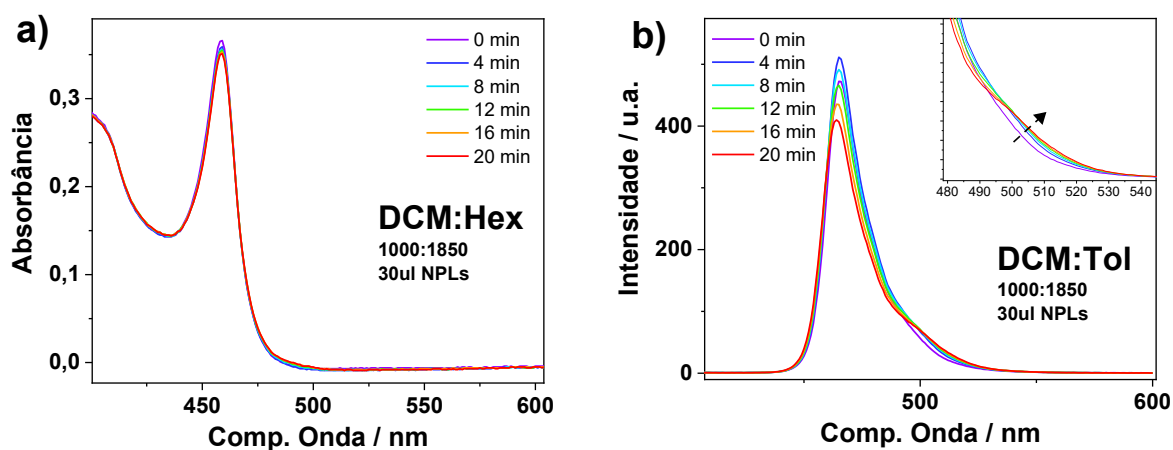 a)
Absorbância
0,3
0,2
0,1
0,0
450
500
550
600
Comp. Onda / nm
0 min
4 min
8 min
12 min
16 min
20 min
DCM:Hex
1000:1850
30ul NPLs
b)
Intensidade / u.a.
400
200
0
500
550
600
Comp. Onda / nm
0 min
4 min
8 min
12 min
16 min
20 min
480 490 500 510 520 530 540
DCM:Tol
1000:1850
30ul NPLs